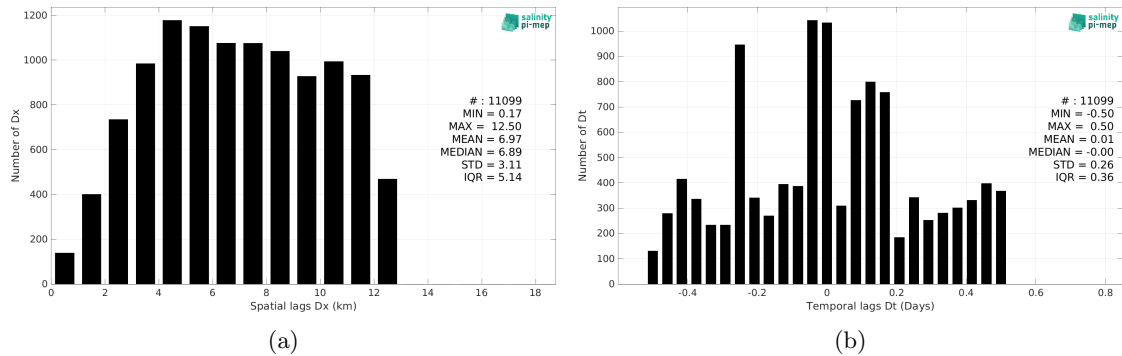 1200
1000
800
600
400
200
0
Number of Dx
0 2 4 6 8 10 12 14 16 18
Spatial lags Dx (km)
salinity
pi-mep
# : 11099
MIN = 0.17
MAX = 12.50
MEAN = 6.97
MEDIAN = 6.89
STD = 3.11
IQR = 5.14
(a)
1000
900
800
700
600
500
400
300
200
100
0
Number of Dt
-0.4 -0.2 0 0.2 0.4 0.6 0.8
Temporal lags Dt (Days)
salinity
pi-mep
# : 11099
MIN = -0.50
MAX = 0.50
MEAN = 0.01
MEDIAN = -0.00
STD = 0.26
IQR = 0.36
(b)